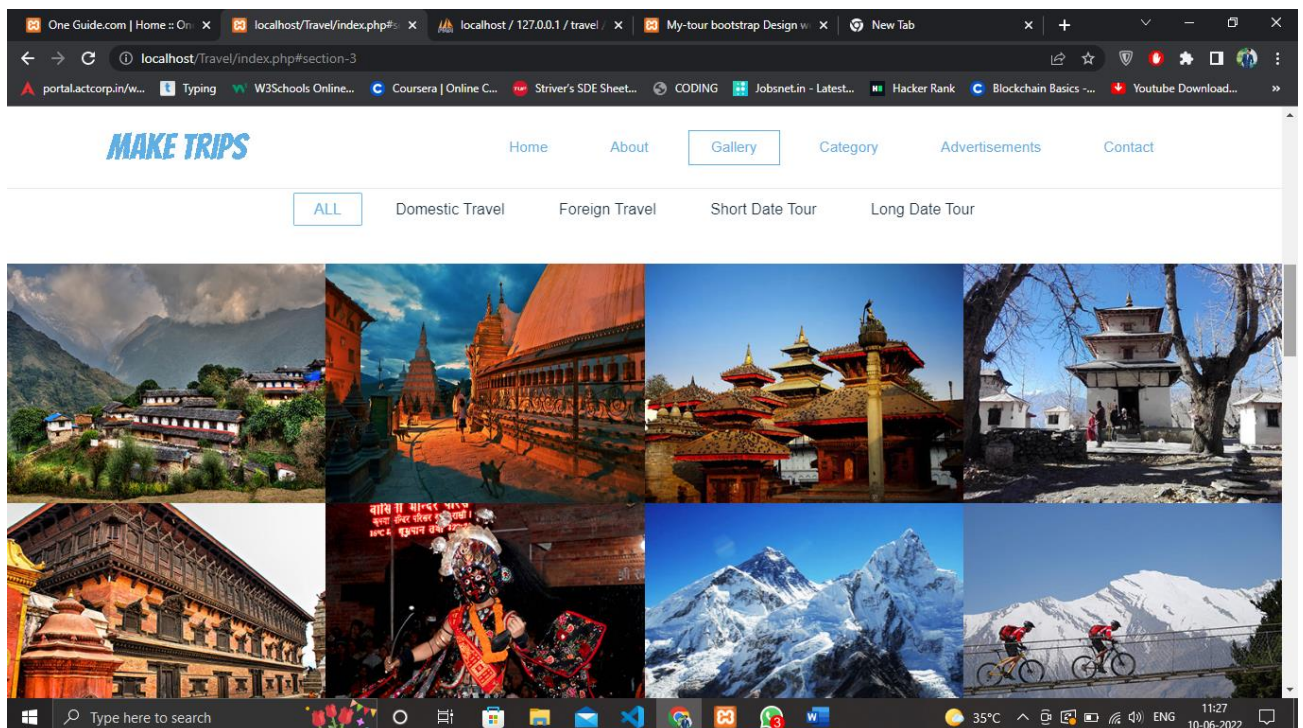 One Guide.com | Home :: On
localhost/Travel/index.php#s
localhost / 127.0.0.1 / travel /
My-tour bootstrap Design w
New Tab
localhost/Travel/index.php#section-3
portal.actcorp.in/w...
Typing
W3Schools Online...
Coursera | Online C...
Striver's SDE Sheet...
CODING
Jobsnet.in - Latest...
Hacker Rank
Blockchain Basics -...
Youtube Download...
»
MAKE TRIPS
Home
About
Gallery
Category
Advertisements
Contact
ALL
Domestic Travel
Foreign Travel
Short Date Tour
Long Date Tour
Type here to search
35°C
ENG
11:27
10-06-2022